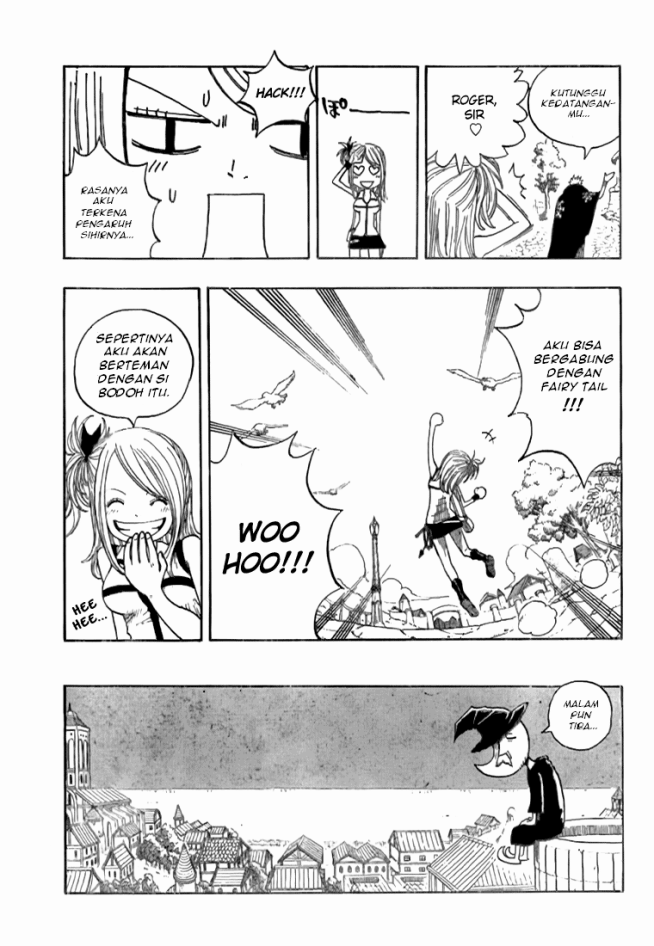 KUTUNGGU
KEDATANGAN-
MU...
ROGER,
SIR
♡
ぽ
HACK!!!
RASANYA
AKU
TERKENA
PENGARUH
SIHIRNYA...
AKU BISA
BERGABUNG
DENGAN
FAIRY TAIL
!!!
WOO
HOO!!!
SEPERTINYA
AKU AKAN
BERTEMAN
DENGAN SI
BODOH ITU.
HEE
HEE...
MALAM
PUN
TIBA...